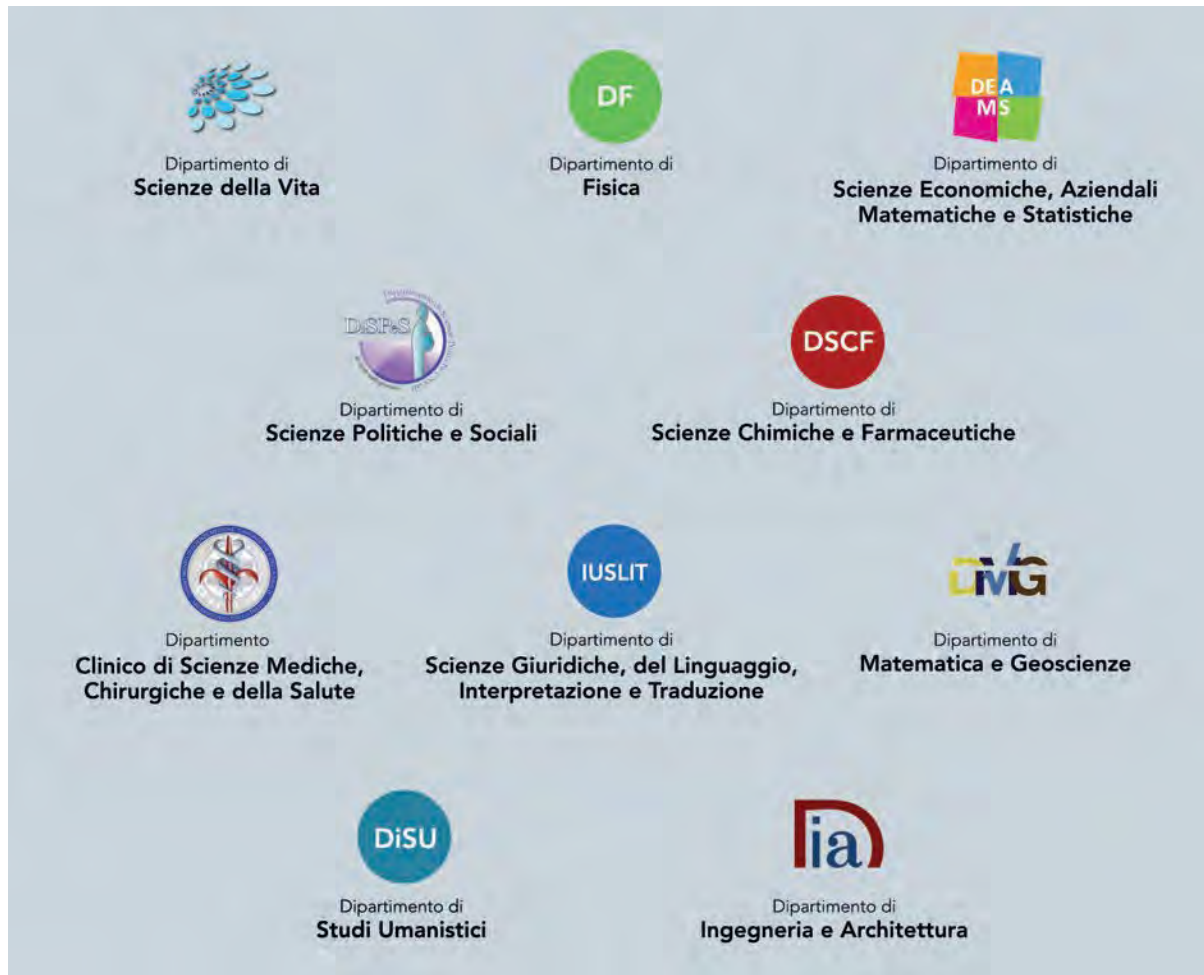 DF
DEA
MS
Dipartimento di
Scienze della Vita
Dipartimento di
Fisica
Dipartimento di
Scienze Economiche, Aziendali
Matematiche e Statistiche
DiSPeS
DSCF
Dipartimento di
Scienze Politiche e Sociali
Dipartimento di
Scienze Chimiche e Farmaceutiche
IUSLIT
DMG
Dipartimento
Clinico di Scienze Mediche,
Chirurgiche e della Salute
Dipartimento di
Scienze Giuridiche, del Linguaggio,
Interpretazione e Traduzione
Dipartimento di
Matematica e Geoscienze
DiSU
Dia
Dipartimento di
Studi Umanistici
Dipartimento di
Ingegneria e Architettura